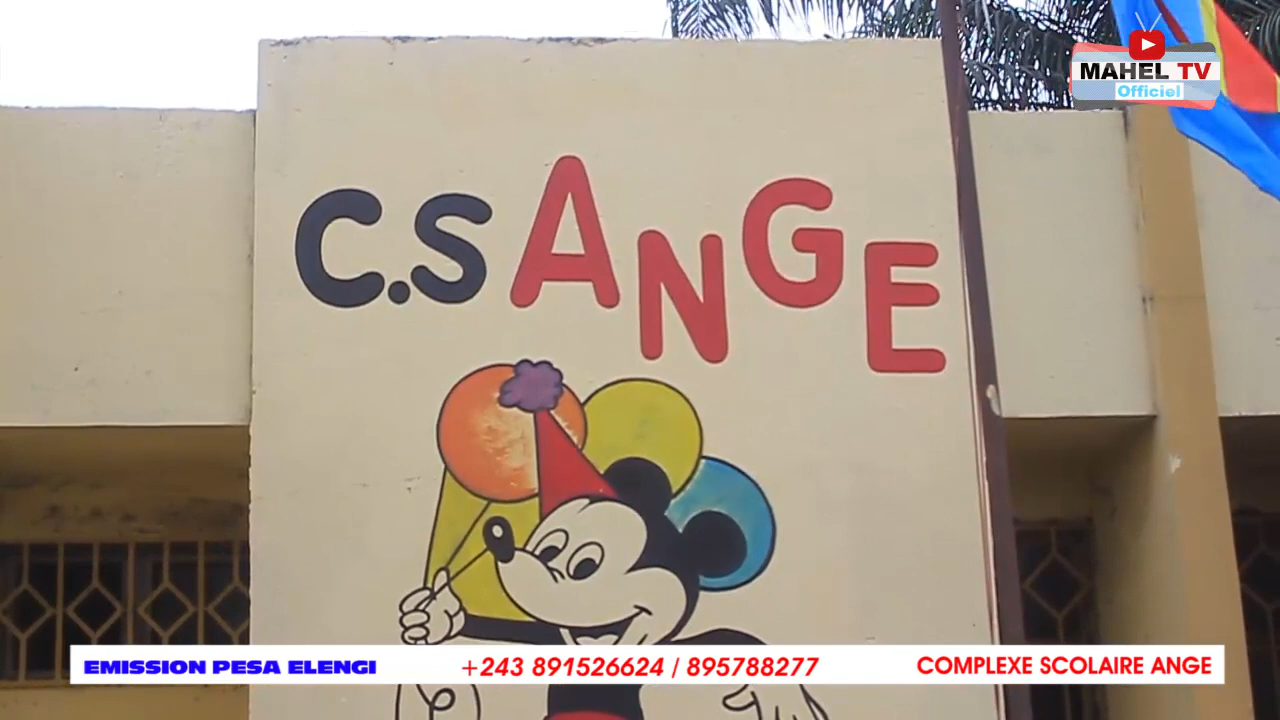 MAHEL TV
Officiel
C.S ANGE
EMISSION PESA ELENGI
+243 891526624 / 895788277
COMPLEXE SCOLAIRE ANGE